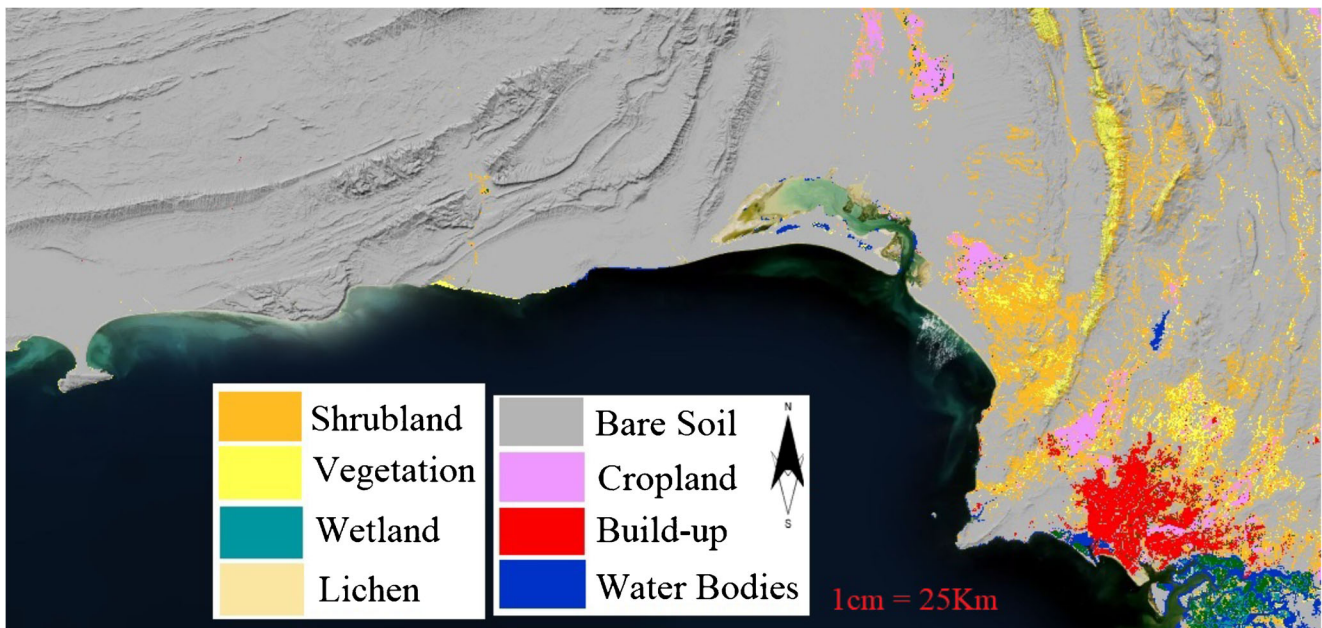 Shrubland
Vegetation
Wetland
Lichen
Bare Soil
Cropland
Build-up
Water Bodies
N
S
1cm = 25Km